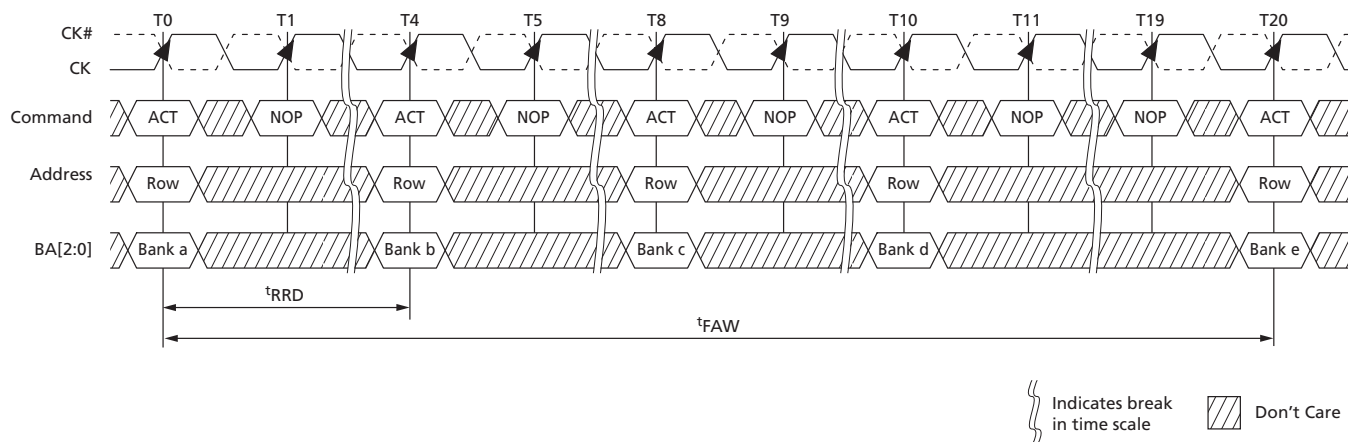 T0 T1 T4 T5 T8 T9 T10 T11 T19 T20
CK#
CK
Command ACT NOP ACT NOP ACT NOP ACT NOP NOP ACT
Address Row Row Row Row Row
BA[2:0] Bank a Bank b Bank c Bank d Bank e
tRRD
tFAW
Indicates break
in time scale
Don't Care